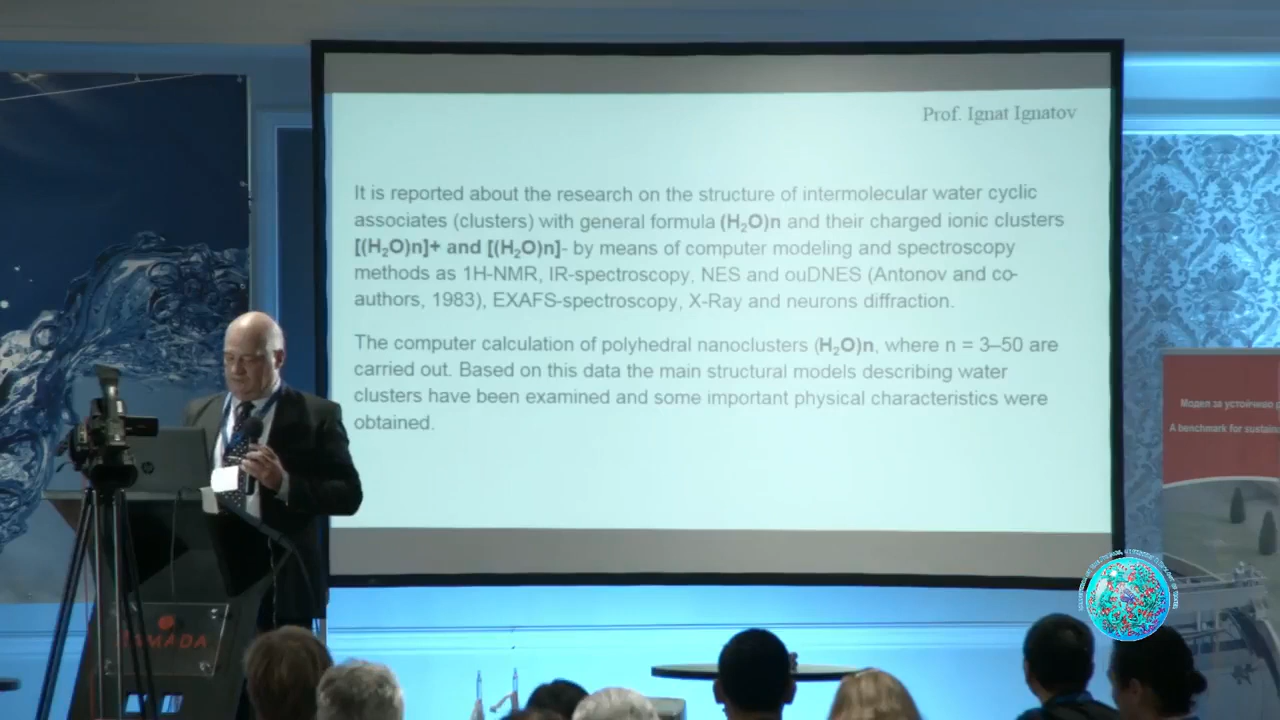 Prof. Ignat Ignatov
It is reported about the research on the structure of intermolecular water cyclic
associates (clusters) with general formula (H₂O)n and their charged ionic clusters
[(H₂O)n]+ and [(H₂O)n]- by means of computer modeling and spectroscopy
methods as 1H-NMR, IR-spectroscopy, NES and ouDNES (Antonov and co-
authors, 1983), EXAFS-spectroscopy, X-Ray and neurons diffraction.
The computer calculation of polyhedral nanoclusters (H₂O)n, where n = 3–50 are
carried out. Based on this data the main structural models describing water
clusters have been examined and some important physical characteristics were
obtained.
Модел за устойчиво
A benchmark for sustain
hp